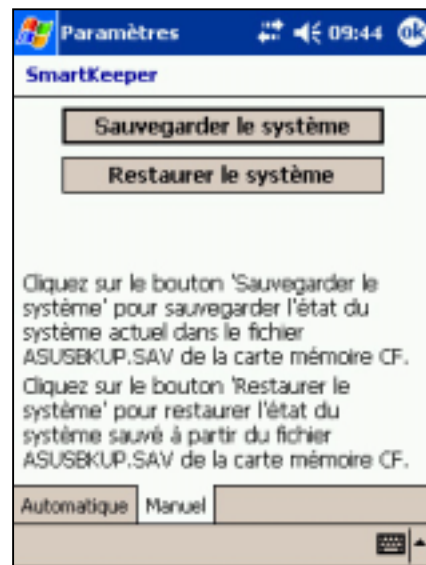 Paramètres 09:44 ok
SmartKeeper
Sauvegarder le système
Restaurer le système
Cliquez sur le bouton 'Sauvegarder le
système' pour sauvegarder l'état du
système actuel dans le fichier
ASUSBKUP.SAV de la carte mémoire CF.
Cliquez sur le bouton 'Restaurer le
système' pour restaurer l'état du
système sauvé à partir du fichier
ASUSBKUP.SAV de la carte mémoire CF.
Automatique Manuel